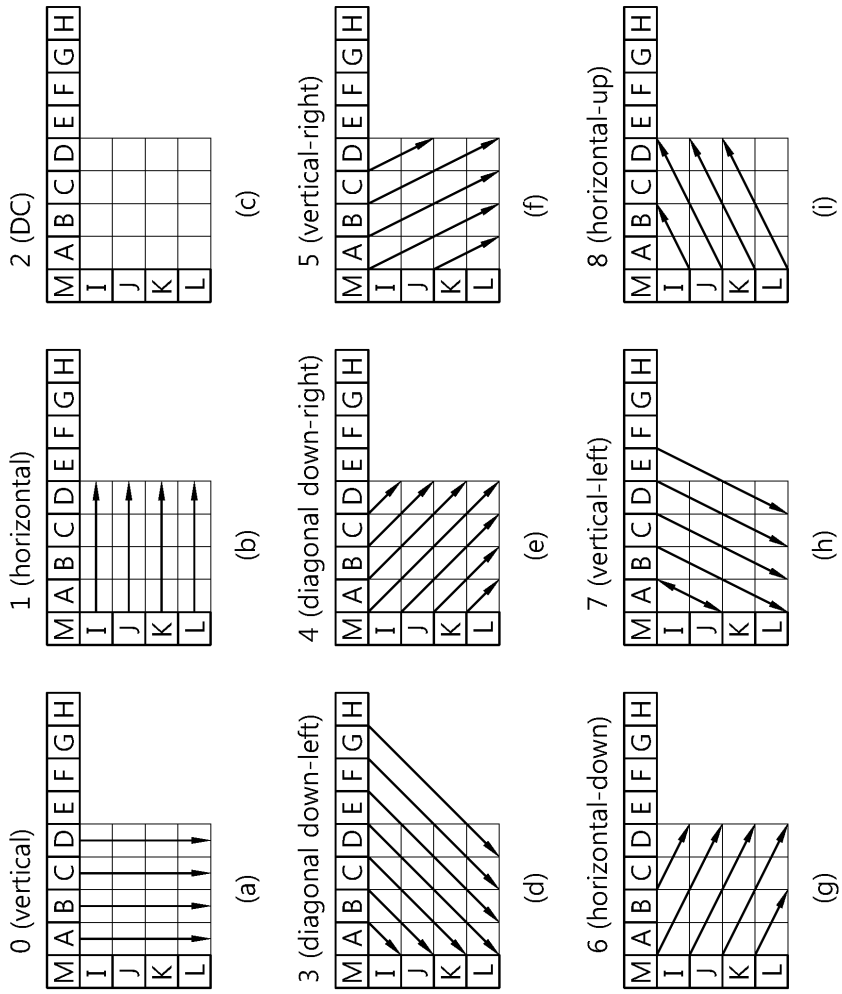 0 (vertical)
M A B C D E F G H
I
J
K
L
(a)
1 (horizontal)
M A B C D E F G H
I
J
K
L
(b)
2 (DC)
M A B C D E F G H
I
J
K
L
(c)
3 (diagonal down-left)
M A B C D E F G H
I
J
K
L
(d)
4 (diagonal down-right)
M A B C D E F G H
I
J
K
L
(e)
5 (vertical-right)
M A B C D E F G H
I
J
K
L
(f)
6 (horizontal-down)
M A B C D E F G H
I
J
K
L
(g)
7 (vertical-left)
M A B C D E F G H
I
J
K
L
(h)
8 (horizontal-up)
M A B C D E F G H
I
J
K
L
(i)